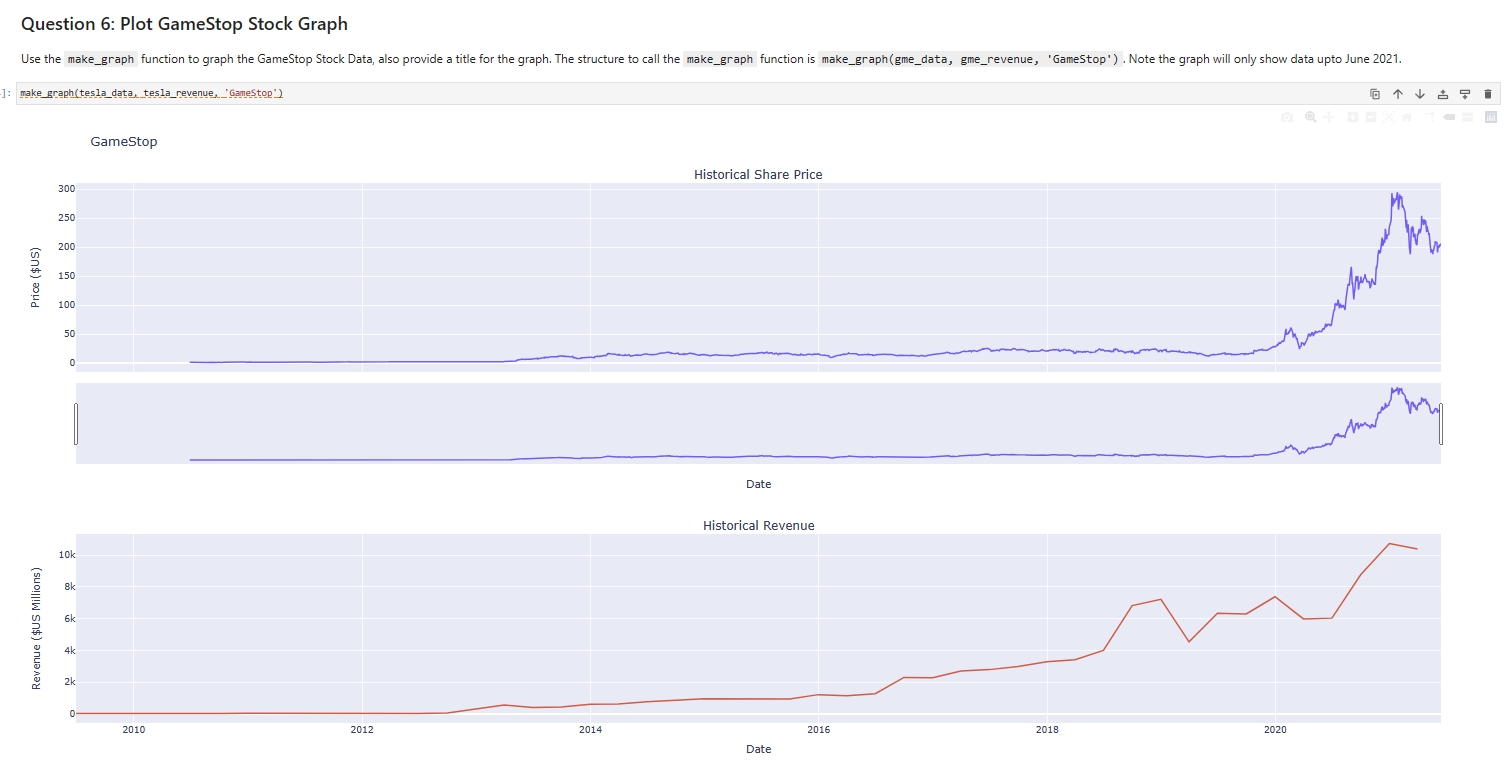 Question 6: Plot GameStop Stock Graph
Use the make_graph function to graph the GameStop Stock Data, also provide a title for the graph. The structure to call the make_graph function is make_graph(gme_data, gme_revenue, 'GameStop') . Note the graph will only show data upto June 2021.
]: make_graph(tesla_data, tesla_revenue, 'GameStop')
GameStop
Historical Share Price
300
250
200
150
100
50
0
Price ($US)
Date
Historical Revenue
10k
8k
6k
4k
2k
0
Revenue ($US Millions)
2010 2012 2014 2016 2018 2020
Date